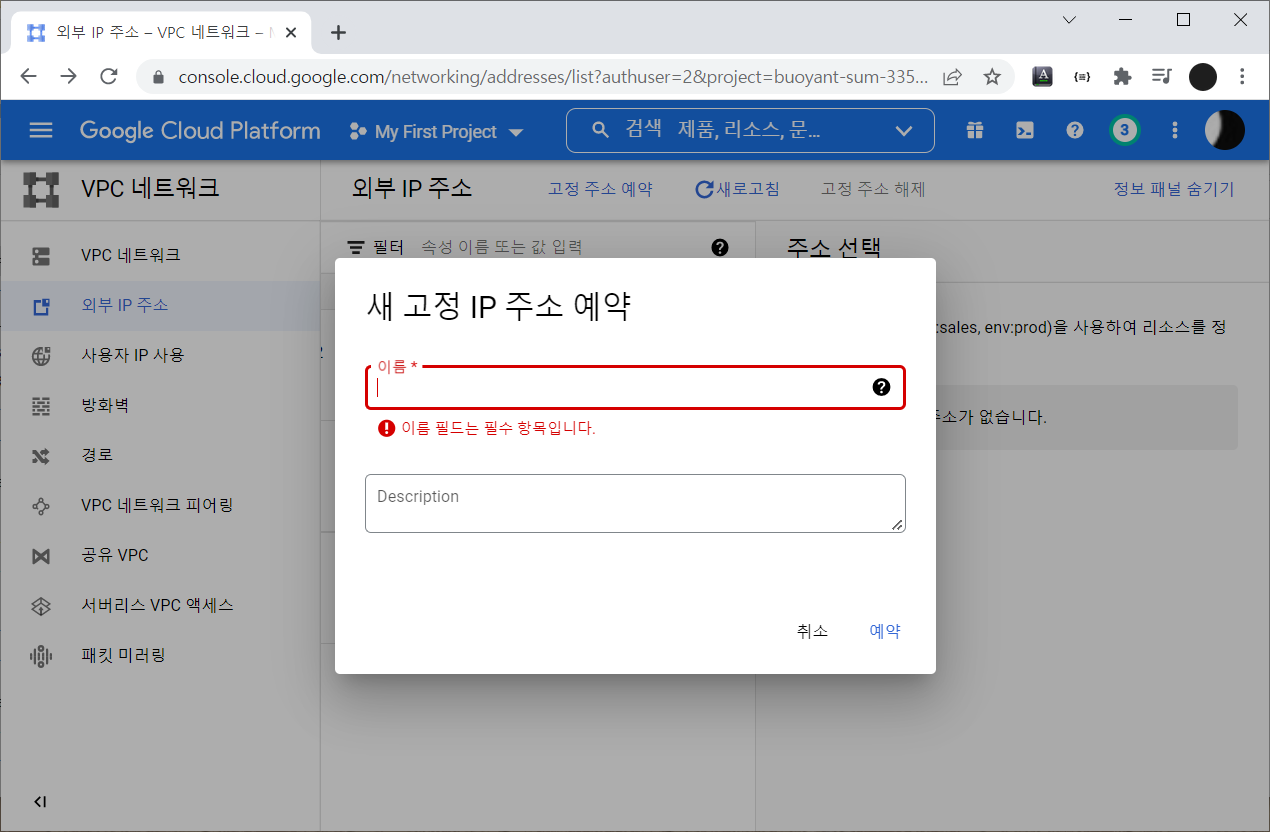 외부 IP 주소 – VPC 네트워크 –
console.cloud.google.com/networking/addresses/list?authuser=2&project=buoyant-sum-335...
Google Cloud Platform
My First Project
검색 제품, 리소스, 문...
3
VPC 네트워크
외부 IP 주소
고정 주소 예약
새로고침
고정 주소 해제
정보 패널 숨기기
VPC 네트워크
외부 IP 주소
사용자 IP 사용
방화벽
경로
VPC 네트워크 피어링
공유 VPC
서버리스 VPC 액세스
패킷 미러링
필터 속성 이름 또는 값 입력
주소 선택
:sales, env:prod)을 사용하여 리소스를 정
주소가 없습니다.
새 고정 IP 주소 예약
이름 *
이름 필드는 필수 항목입니다.
Description
취소
예약